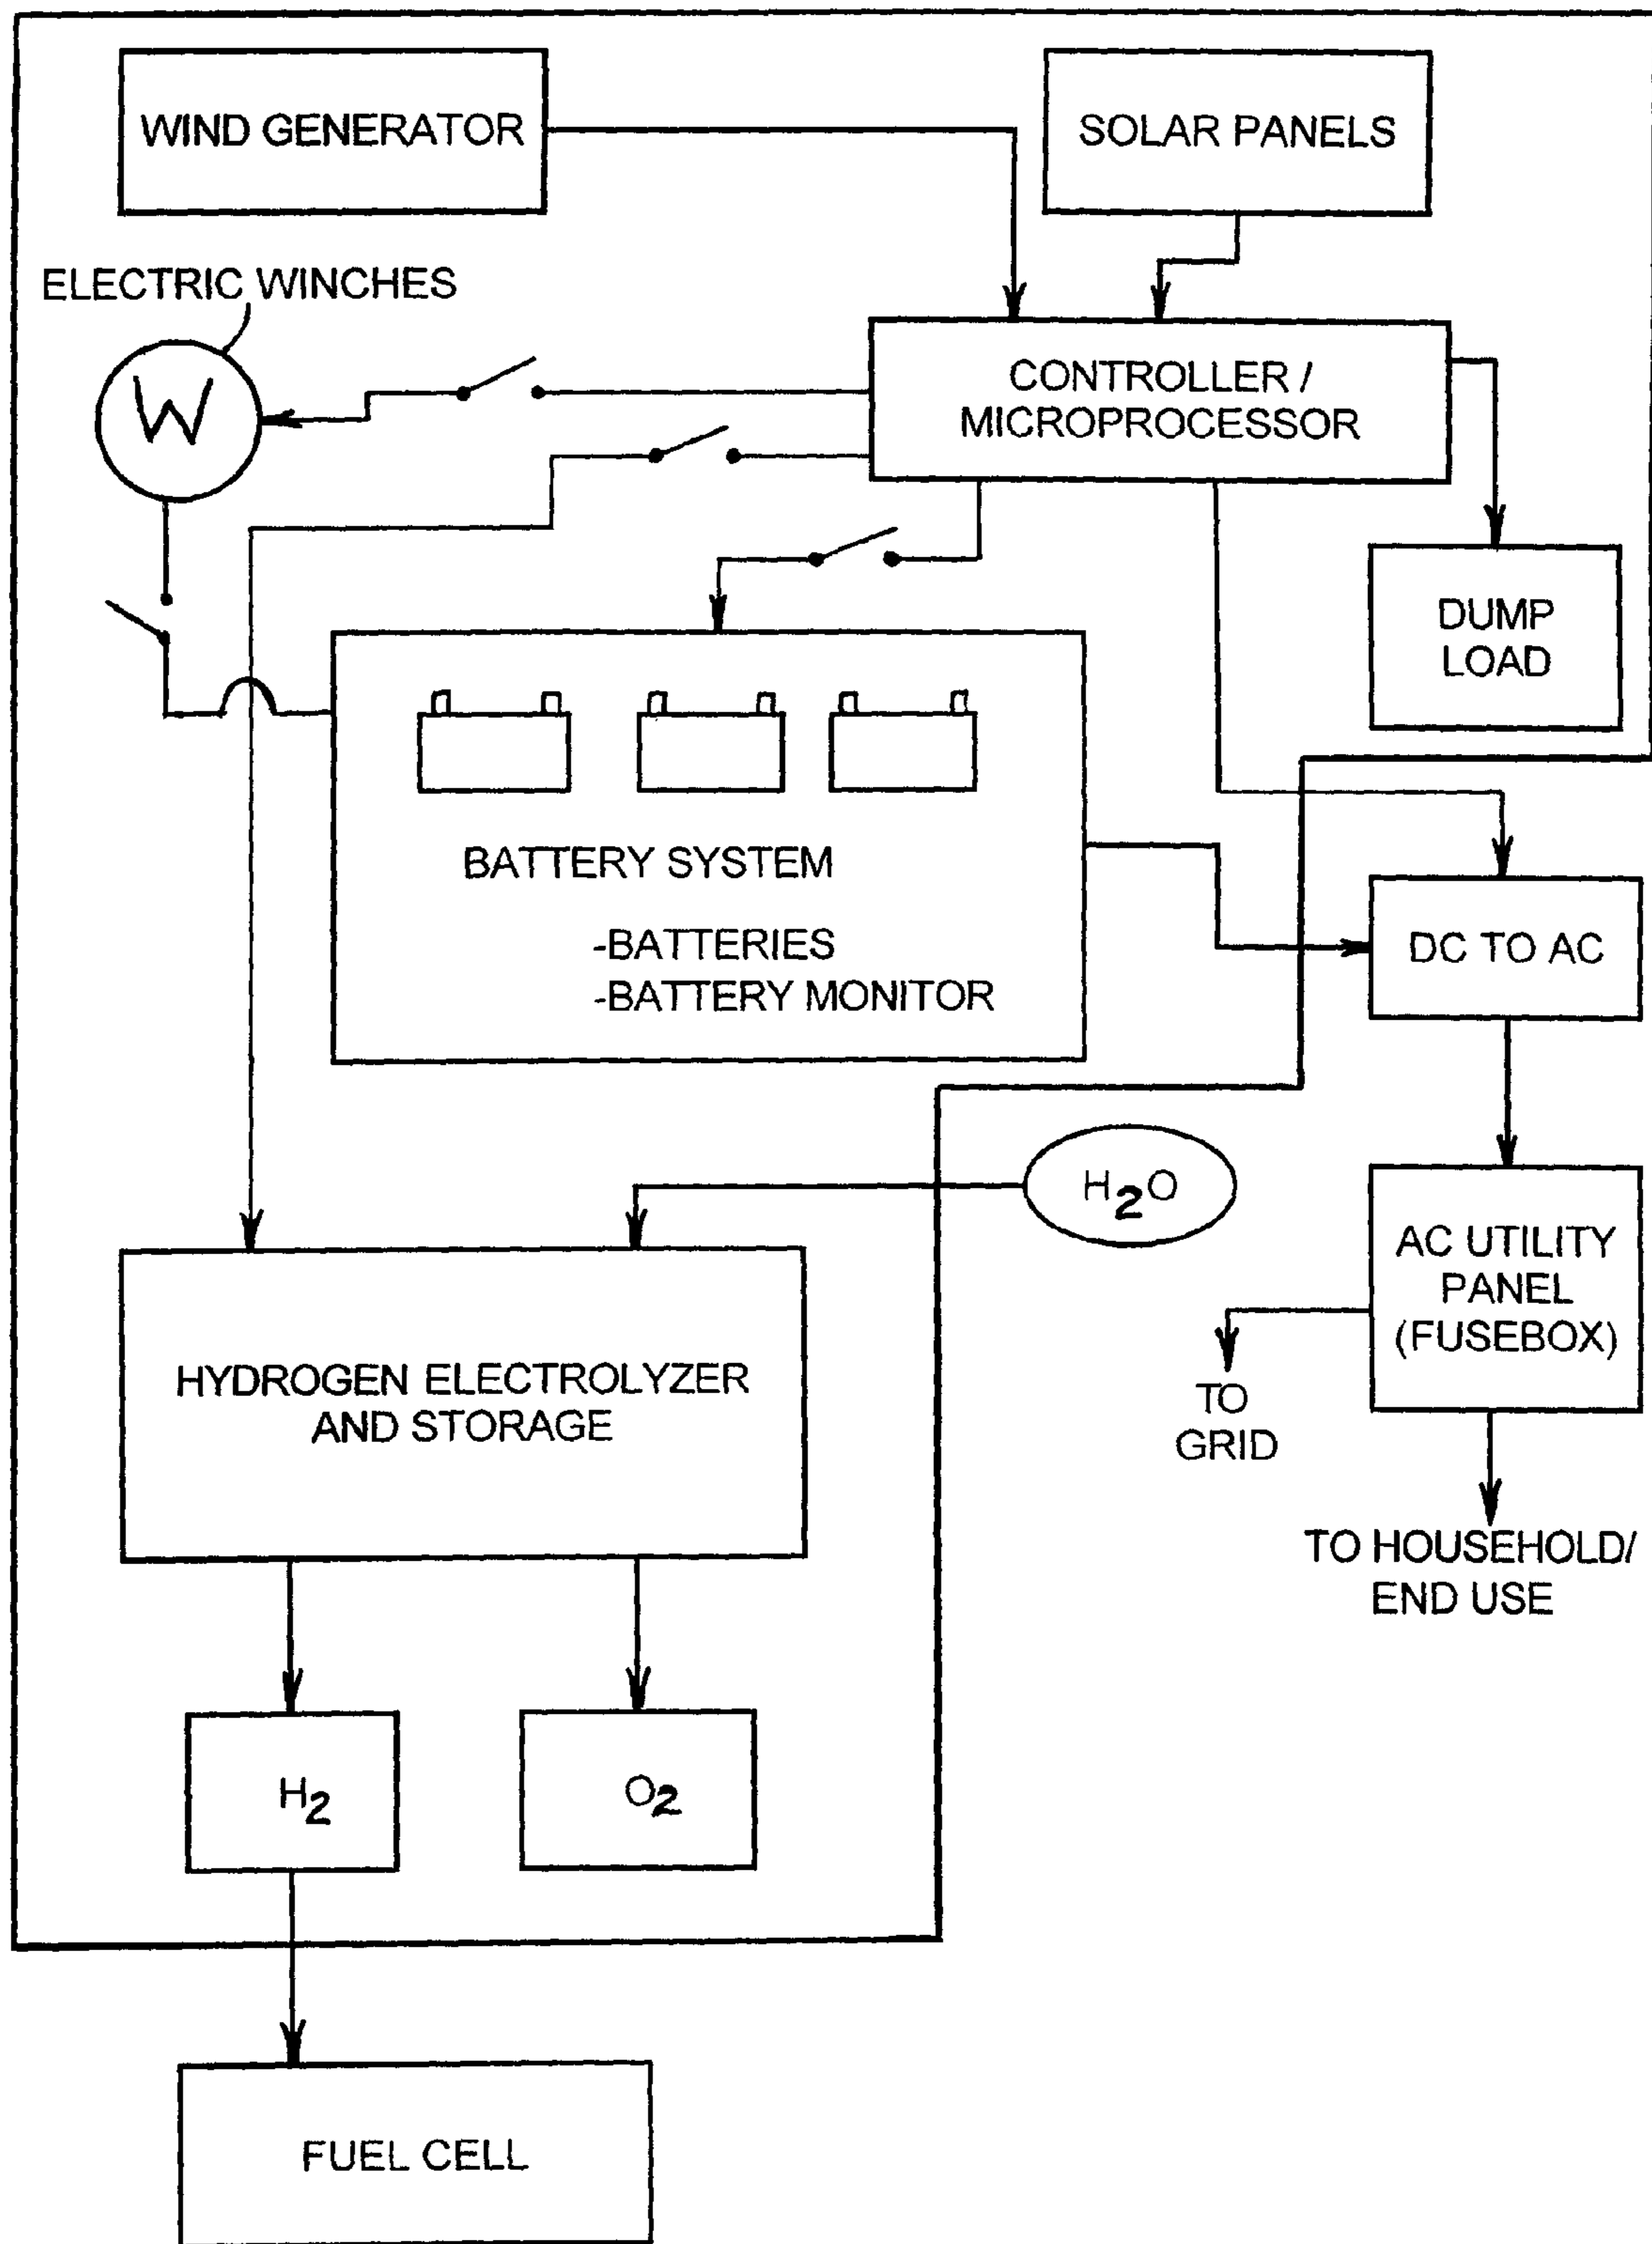 WIND GENERATOR
SOLAR PANELS
ELECTRIC WINCHES
W
CONTROLLER /
MICROPROCESSOR
DUMP
LOAD
BATTERY SYSTEM
-BATTERIES
-BATTERY MONITOR
DC TO AC
H2O
AC UTILITY
PANEL
(FUSEBOX)
TO
GRID
HYDROGEN ELECTROLYZER
AND STORAGE
TO HOUSEHOLD/
END USE
H2
O2
FUEL CELL